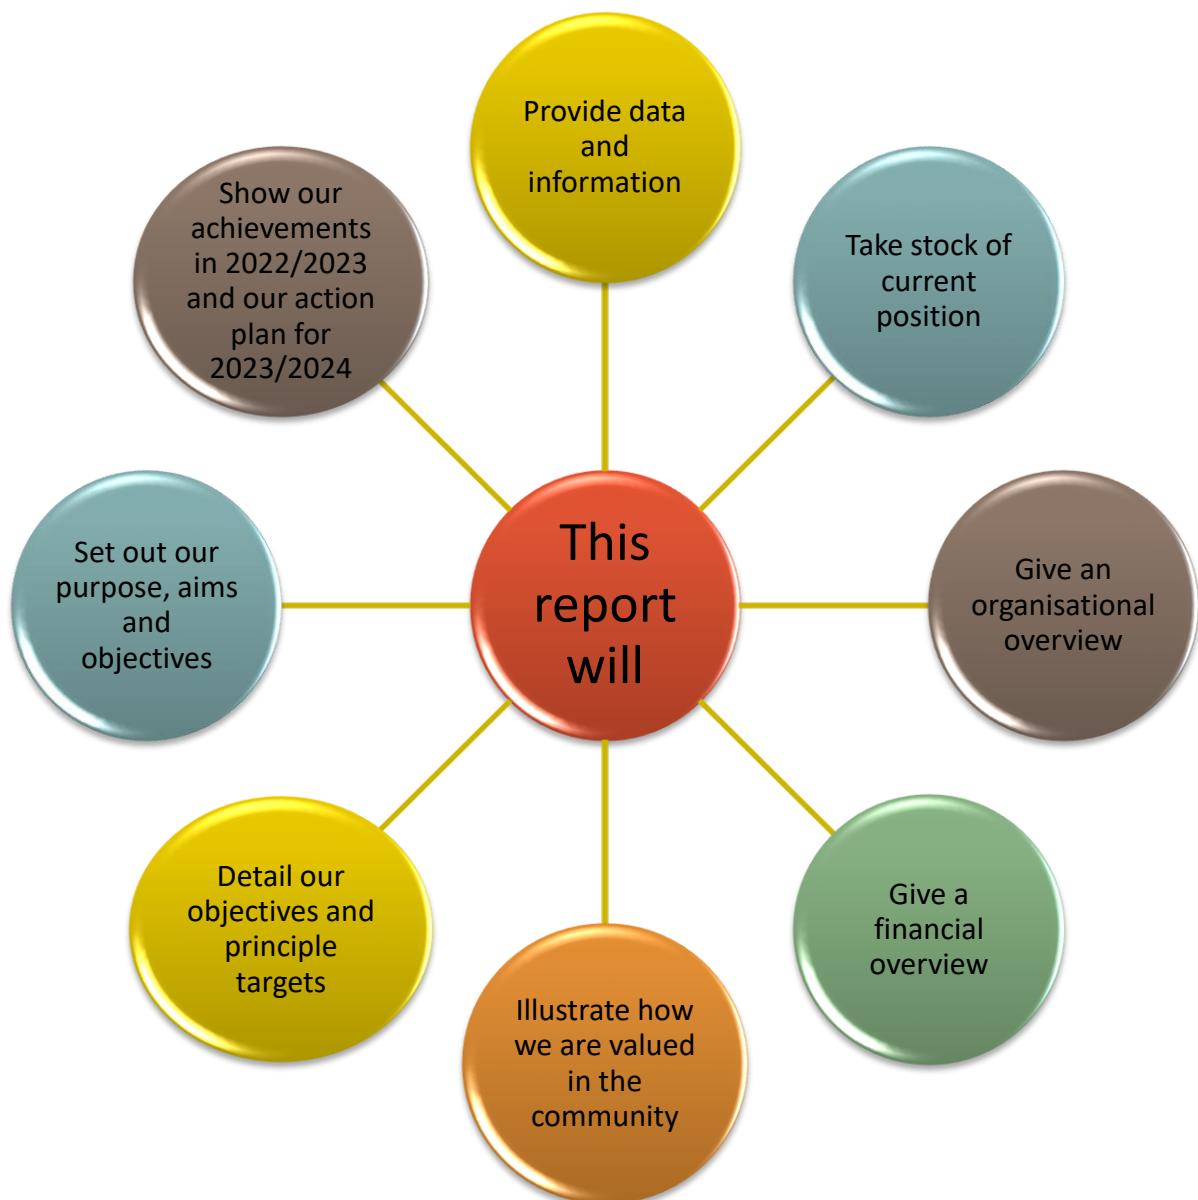 This
report
will
Provide data
and
information
Take stock of
current
position
Give an
organisational
overview
Give a
financial
overview
Illustrate how
we are valued
in the
community
Detail our
objectives and
principle
targets
Set out our
purpose, aims
and
objectives
Show our
achievements
in 2022/2023
and our action
plan for
2023/2024